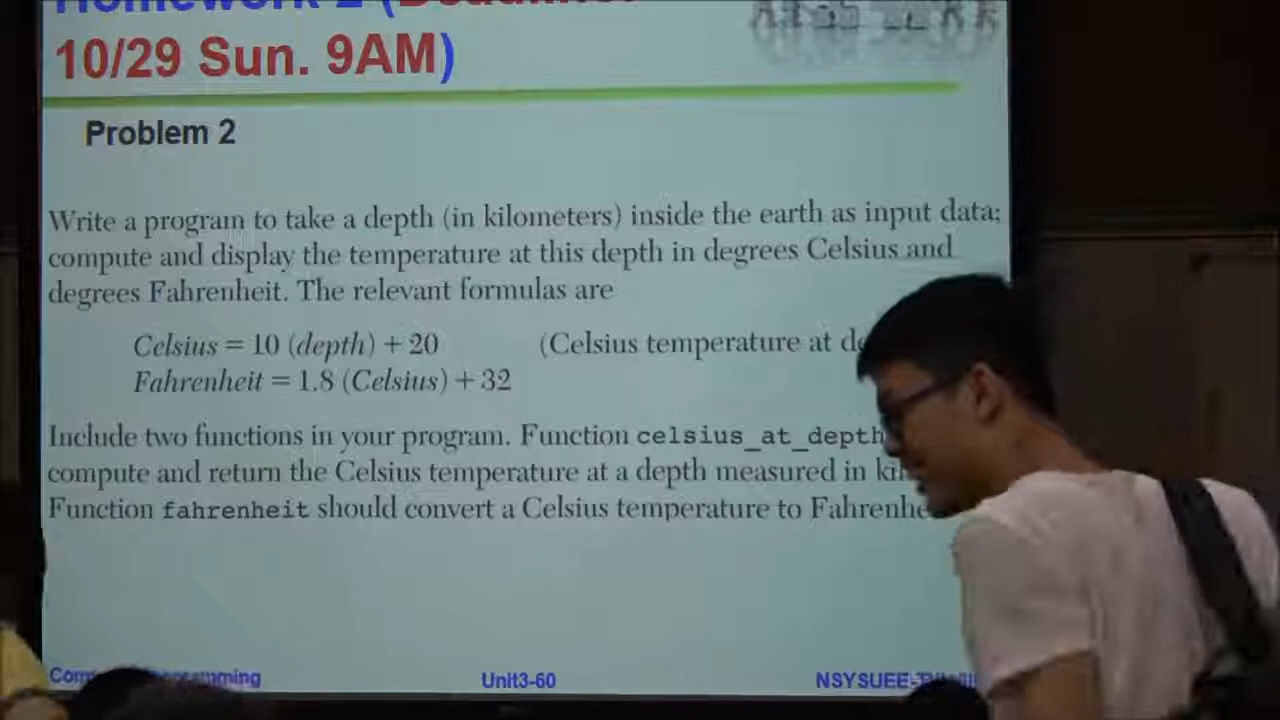 Homework 2 (Deadline:
10/29 Sun. 9AM)
Problem 2
Write a program to take a depth (in kilometers) inside the earth as input data;
compute and display the temperature at this depth in degrees Celsius and
degrees Fahrenheit. The relevant formulas are
Celsius = 10 (depth) + 20 (Celsius temperature at
Fahrenheit = 1.8 (Celsius) + 32
Include two functions in your program. Function celsius_at_depth
compute and return the Celsius temperature at a depth measured in
Function fahrenheit should convert a Celsius temperature to
Unit3-60